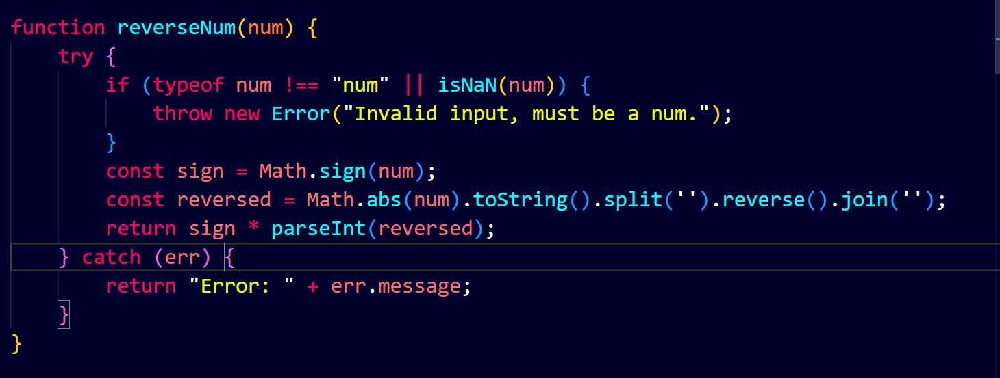 function reverseNum(num) {
    try {
        if (typeof num !== "num" || isNaN(num)) {
            throw new Error("Invalid input, must be a num.");
        }
        const sign = Math.sign(num);
        const reversed = Math.abs(num).toString().split('').reverse().join('');
        return sign * parseInt(reversed);
    } catch (err) {
        return "Error: " + err.message;
    }
}